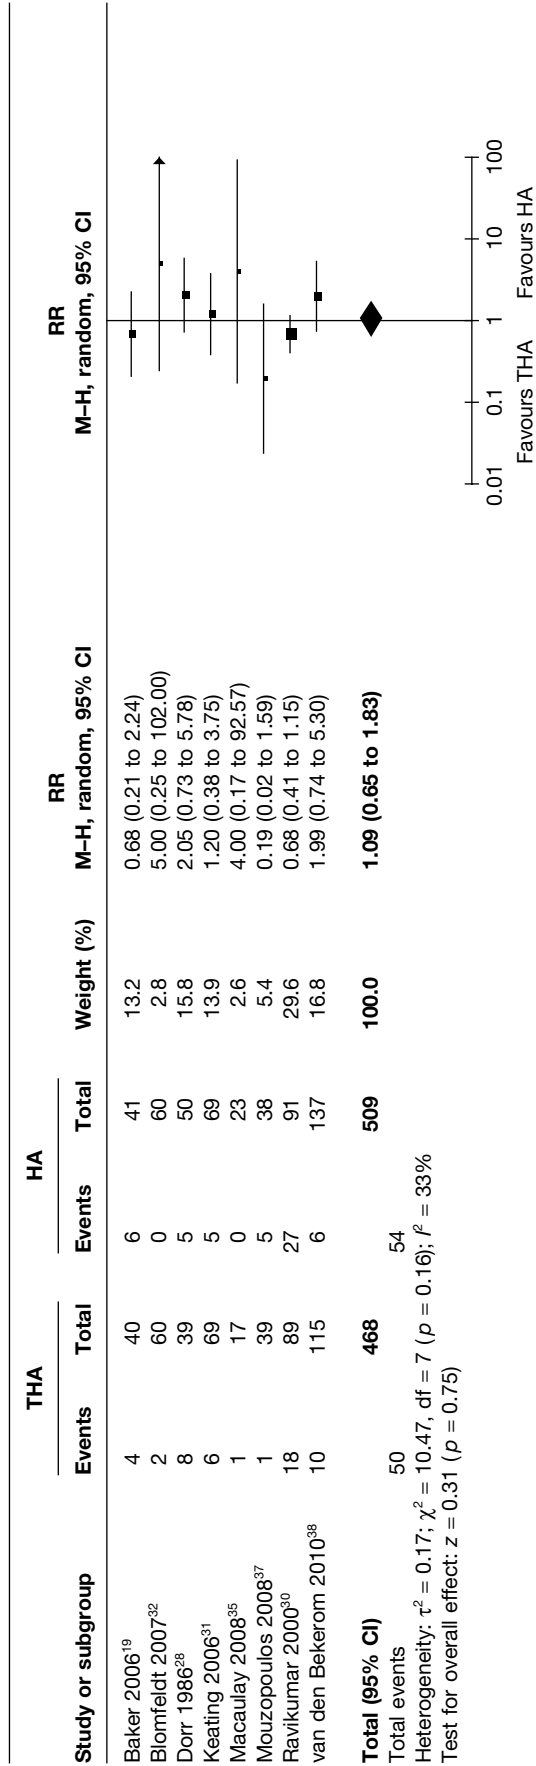 THA HA RR RR
Study or subgroup Events Total Events Total Weight (%) M–H, random, 95% CI M–H, random, 95% CI
Baker 2006¹⁹ 4 40 6 41 13.2 0.68 (0.21 to 2.24)
Blomfeldt 2007³² 2 60 0 60 2.8 5.00 (0.25 to 102.00)
Dorr 1986²⁸ 8 39 5 50 15.8 2.05 (0.73 to 5.78)
Keating 2006³¹ 6 69 5 69 13.9 1.20 (0.38 to 3.75)
Macaulay 2008³⁵ 1 17 0 23 2.6 4.00 (0.17 to 92.57)
Mouzopoulos 2008³⁷ 1 39 5 38 5.4 0.19 (0.02 to 1.59)
Ravikumar 2000³⁰ 18 89 27 91 29.6 0.68 (0.41 to 1.15)
van den Bekerom 2010³⁸ 10 115 6 137 16.8 1.99 (0.74 to 5.30)
Total (95% CI) 468 509 100.0 1.09 (0.65 to 1.83)
Total events 50 54
Heterogeneity: τ² = 0.17; χ² = 10.47, df = 7 (p = 0.16); I² = 33%
Test for overall effect: z = 0.31 (p = 0.75)
0.01 0.1 1 10 100
Favours THA Favours HA